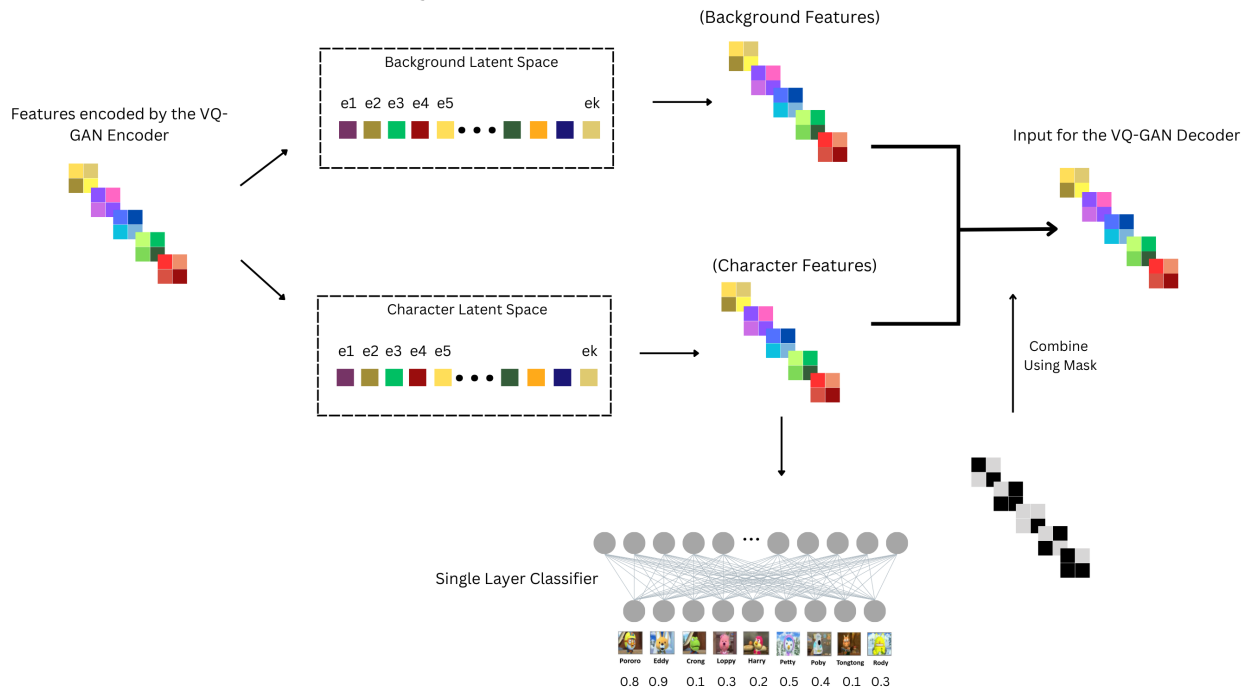 (Background Features)
Background Latent Space
e1 e2 e3 e4 e5 ek
Features encoded by the VQ-
GAN Encoder
Input for the VQ-GAN Decoder
(Character Features)
Character Latent Space
e1 e2 e3 e4 e5 ek
Combine
Using Mask
...
Single Layer Classifier
Pororo Eddy Crong Loppy Harry Petty Poby Tongtong Rody
0.8 0.9 0.1 0.3 0.2 0.5 0.4 0.1 0.3